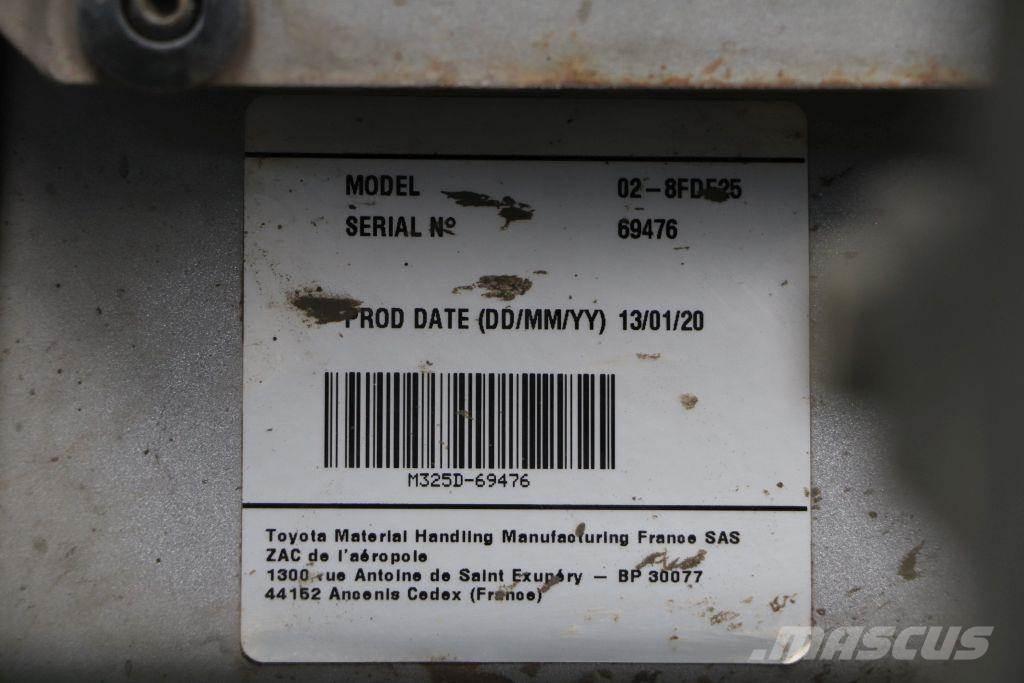 MODEL 02-8FDF25
SERIAL Nº 69476
PROD DATE (DD/MM/YY) 13/01/20
M325D-69476
Toyota Material Handling Manufacturing France SAS
ZAC de l'aéropole
1300 rue Antoine de Saint Exupéry – BP 30077
44152 Ancenis Cedex (France)
MASCUS